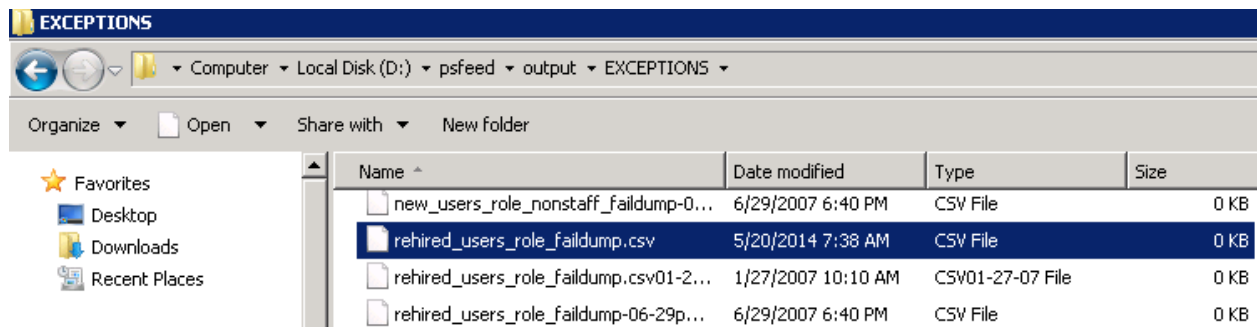 EXCEPTIONS
Computer Local Disk (D:) psfeed output EXCEPTIONS
Organize Open Share with New folder
Favorites
Desktop
Downloads
Recent Places
Name Date modified Type Size
new_users_role_nonstaff_faildump-0... 6/29/2007 6:40 PM CSV File 0 KB
rehired_users_role_faildump.csv 5/20/2014 7:38 AM CSV File 0 KB
rehired_users_role_faildump.csv01-2... 1/27/2007 10:10 AM CSV01-27-07 File 0 KB
rehired_users_role_faildump-06-29p... 6/29/2007 6:40 PM CSV File 0 KB